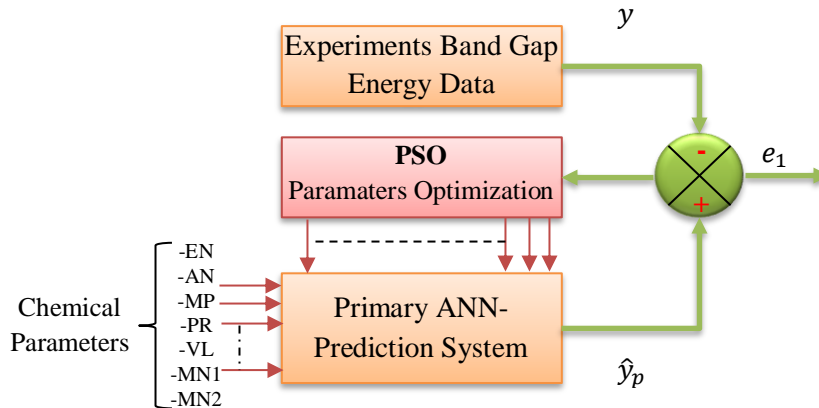 y
Experiments Band Gap
Energy Data
-
e₁
PSO
Paramaters Optimization
+
-EN
-AN
-MP
-PR
-VL
-MN1
-MN2
Chemical
Parameters
Primary ANN-
Prediction System
ŷₚ